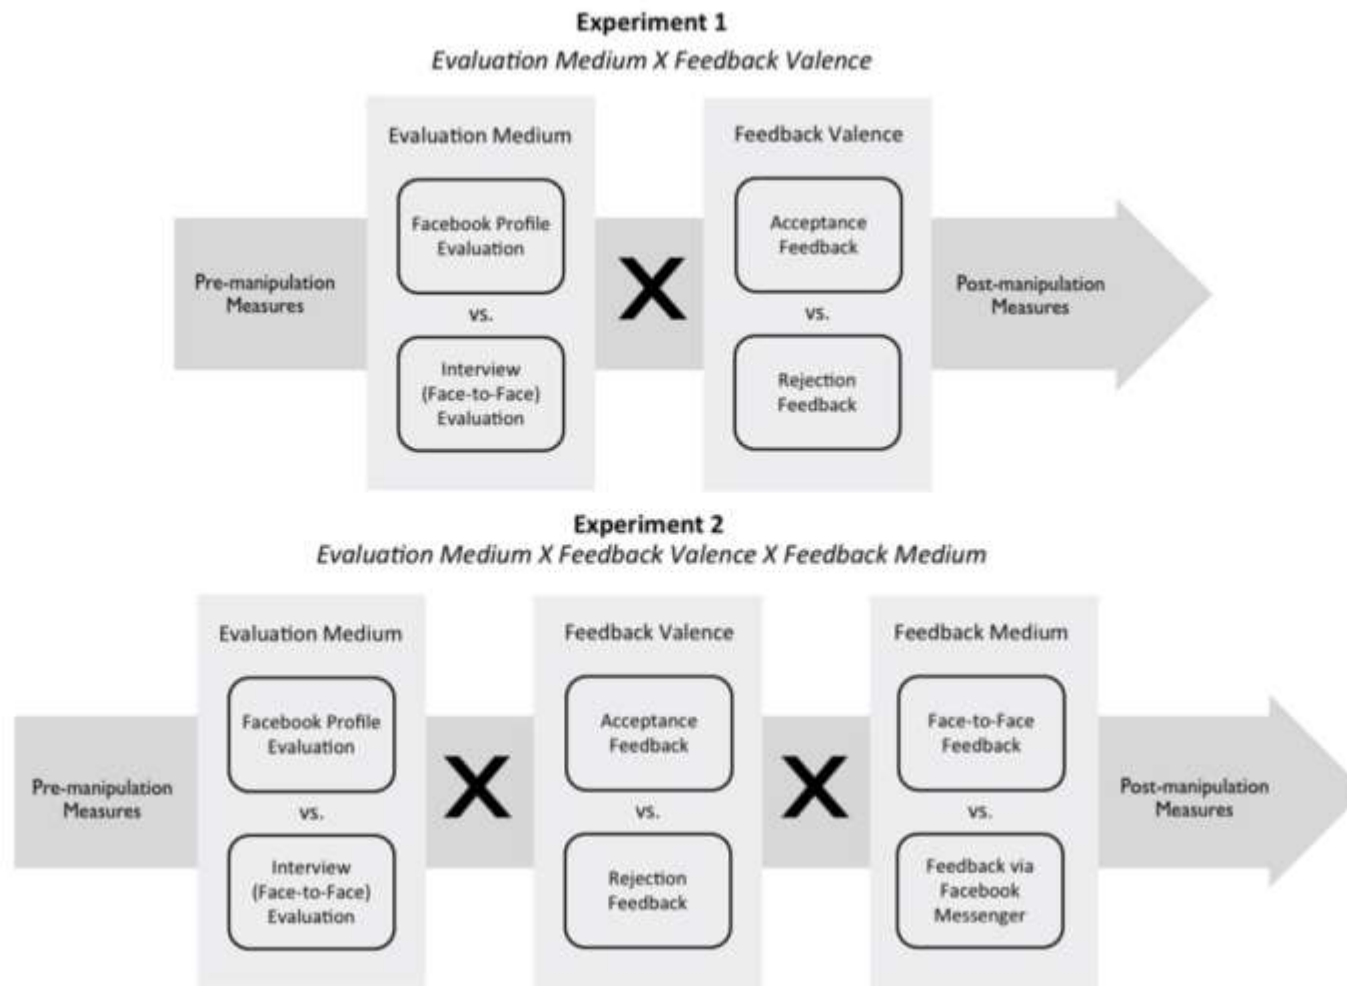 Experiment 1
Evaluation Medium X Feedback Valence
Evaluation Medium
Facebook Profile
Evaluation
vs.
Interview
(Face-to-Face)
Evaluation
Feedback Valence
Acceptance
Feedback
vs.
Rejection
Feedback
Pre-manipulation
Measures
X
Post-manipulation
Measures
Experiment 2
Evaluation Medium X Feedback Valence X Feedback Medium
Pre-manipulation
Measures
Evaluation Medium
Facebook Profile
Evaluation
vs.
Interview
(Face-to-Face)
Evaluation
X
Feedback Valence
Acceptance
Feedback
vs.
Rejection
Feedback
X
Feedback Medium
Face-to-Face
Feedback
vs.
Feedback via
Facebook
Messenger
Post-manipulation
Measures